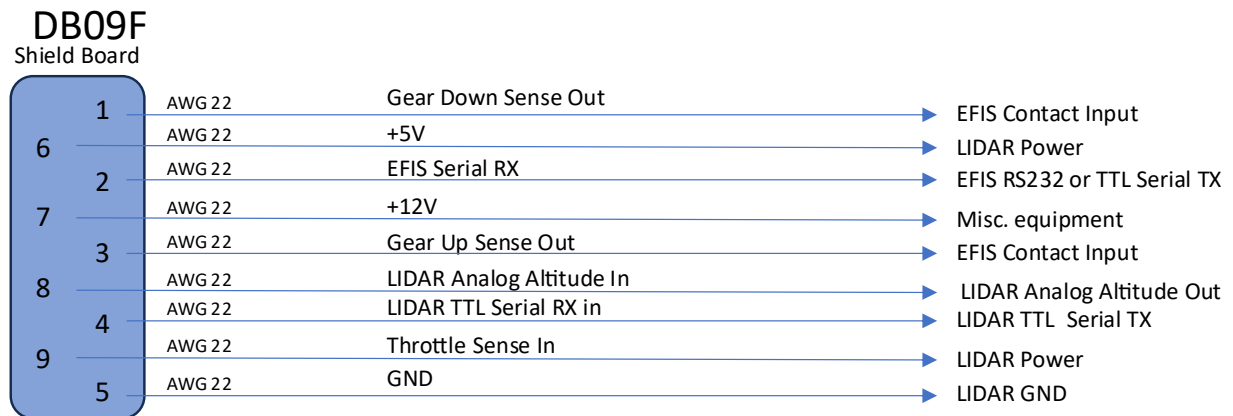 DB09F
Shield Board
1 AWG 22 Gear Down Sense Out EFIS Contact Input
6 AWG 22 +5V LIDAR Power
2 AWG 22 EFIS Serial RX EFIS RS232 or TTL Serial TX
7 AWG 22 +12V Misc. equipment
3 AWG 22 Gear Up Sense Out EFIS Contact Input
8 AWG 22 LIDAR Analog Altitude In LIDAR Analog Altitude Out
4 AWG 22 LIDAR TTL Serial RX in LIDAR TTL Serial TX
9 AWG 22 Throttle Sense In LIDAR Power
5 AWG 22 GND LIDAR GND